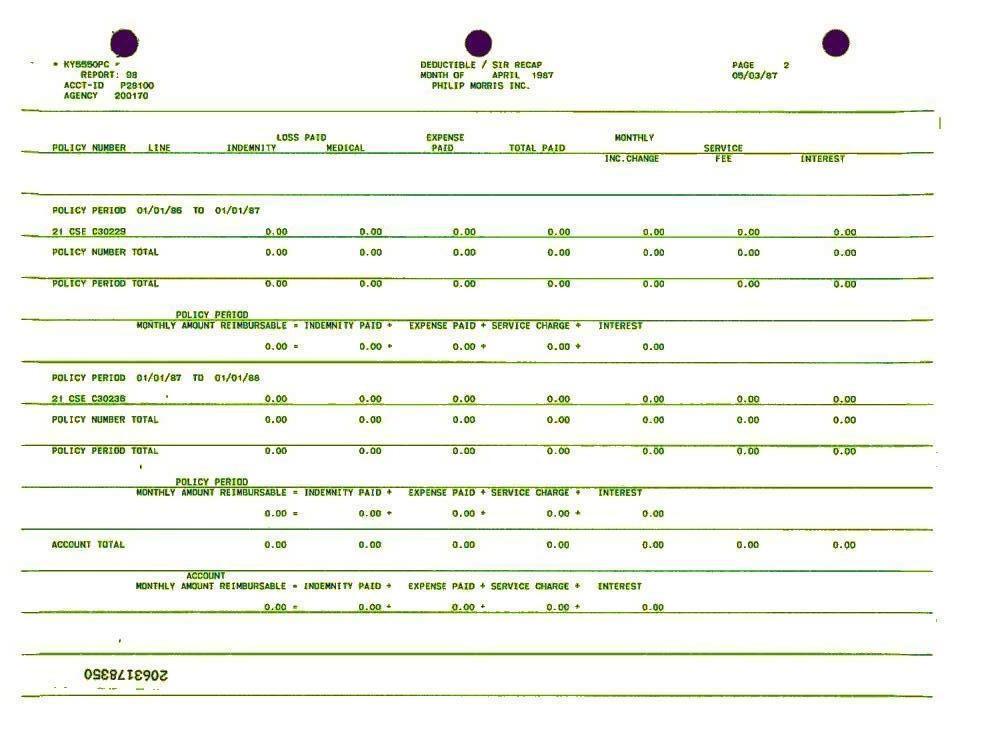 * KY5550PC * DEDUCTIBLE / SIR RECAP PAGE 2
REPORT: 98 MONTH OF APRIL 1987 05/03/87
ACCT-ID P28100 PHILIP MORRIS INC.
AGENCY 200170
LOSS PAID EXPENSE MONTHLY
POLICY NUMBER LINE INDEMNITY MEDICAL PAID TOTAL PAID SERVICE
INC.CHANGE FEE INTEREST
POLICY PERIOD 01/01/86 TO 01/01/87
21 CSE C30229 0.00 0.00 0.00 0.00 0.00 0.00 0.00
POLICY NUMBER TOTAL 0.00 0.00 0.00 0.00 0.00 0.00 0.00
POLICY PERIOD TOTAL 0.00 0.00 0.00 0.00 0.00 0.00 0.00
POLICY PERIOD
MONTHLY AMOUNT REIMBURSABLE = INDEMNITY PAID + EXPENSE PAID + SERVICE CHARGE + INTEREST
0.00 = 0.00 + 0.00 + 0.00 + 0.00
POLICY PERIOD 01/01/87 TO 01/01/88
21 CSE C30238 0.00 0.00 0.00 0.00 0.00 0.00 0.00
POLICY NUMBER TOTAL 0.00 0.00 0.00 0.00 0.00 0.00 0.00
POLICY PERIOD TOTAL 0.00 0.00 0.00 0.00 0.00 0.00 0.00
POLICY PERIOD
MONTHLY AMOUNT REIMBURSABLE = INDEMNITY PAID + EXPENSE PAID + SERVICE CHARGE + INTEREST
0.00 = 0.00 + 0.00 + 0.00 + 0.00
ACCOUNT TOTAL 0.00 0.00 0.00 0.00 0.00 0.00 0.00
ACCOUNT
MONTHLY AMOUNT REIMBURSABLE = INDEMNITY PAID + EXPENSE PAID + SERVICE CHARGE + INTEREST
0.00 = 0.00 + 0.00 + 0.00 + 0.00
2063178350